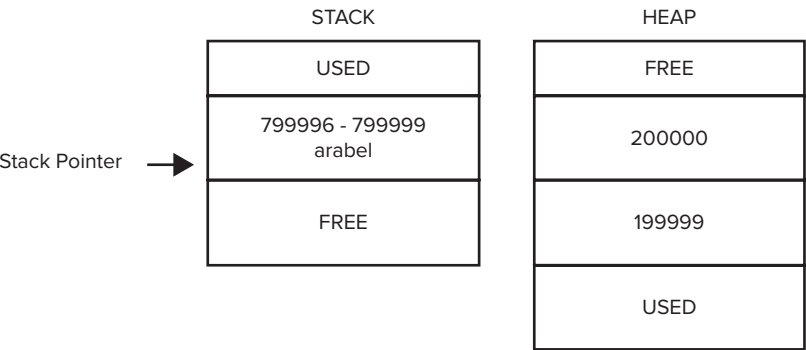 STACK
USED
799996 - 799999
arabel
Stack Pointer
FREE
HEAP
FREE
200000
199999
USED